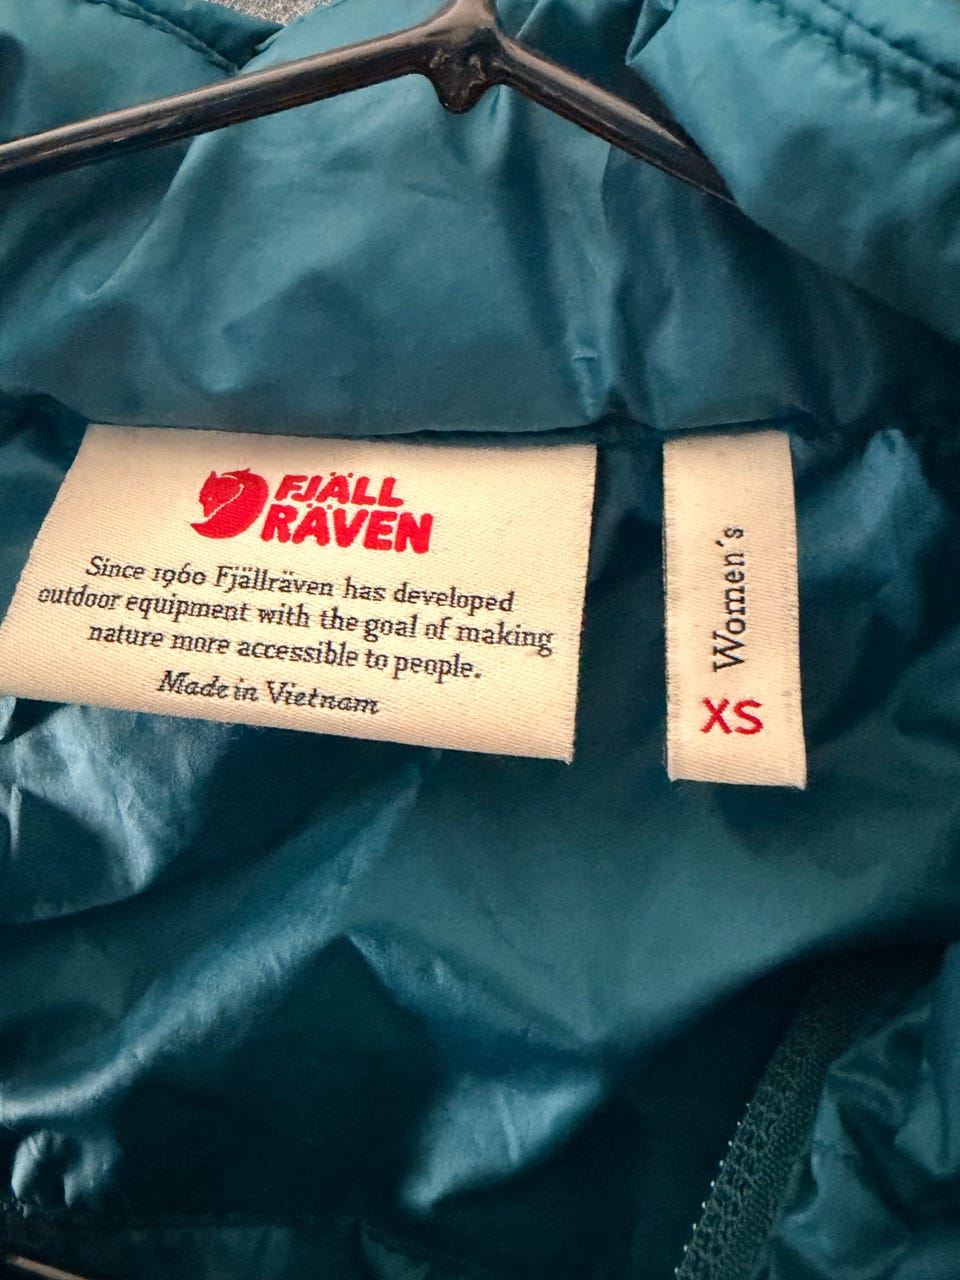 FJÄLL
RÄVEN
Since 1960 Fjällräven has developed
outdoor equipment with the goal of making
nature more accessible to people.
Made in Vietnam
Women's
XS